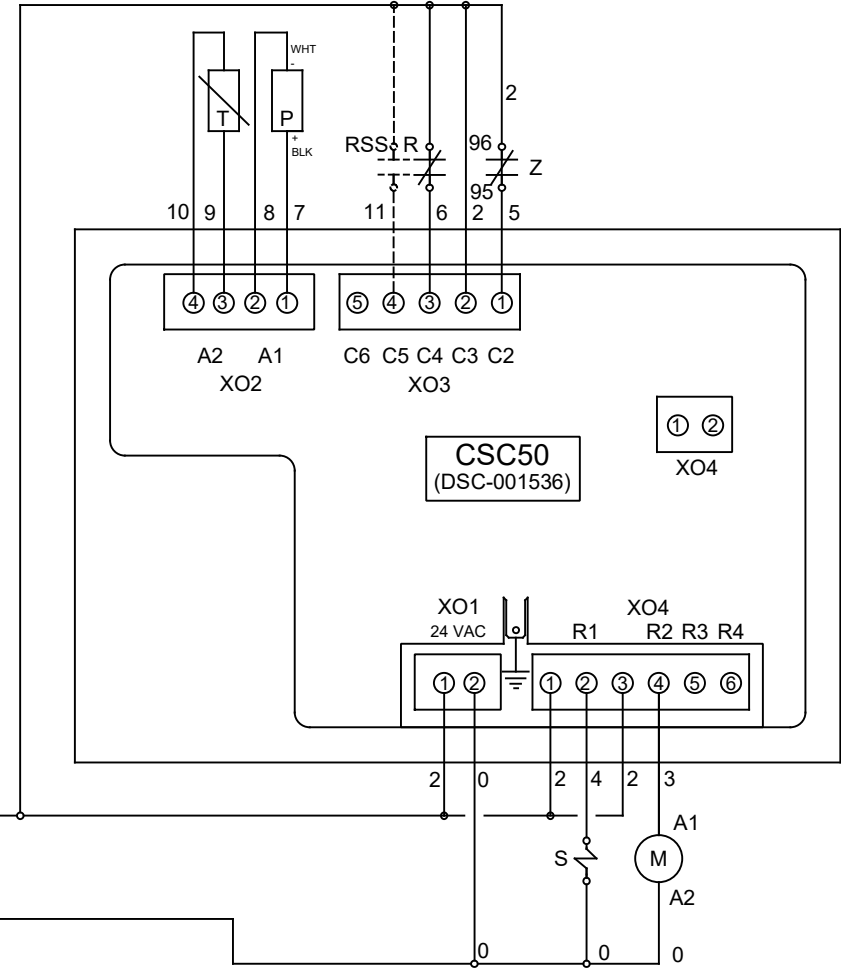 WHT
-
2
T P
+
BLK
RSS R 96 Z
95
10 9 8 7 11 6 2 5
4 3 2 1 5 4 3 2 1
A2 A1 C6 C5 C4 C3 C2
XO2 XO3
1 2
XO4
CSC50
(DSC-001536)
XO1 XO4
24 VAC R1 R2 R3 R4
1 2 1 2 3 4 5 6
2 0 2 4 2 3
A1
S M
A2
0 0 0